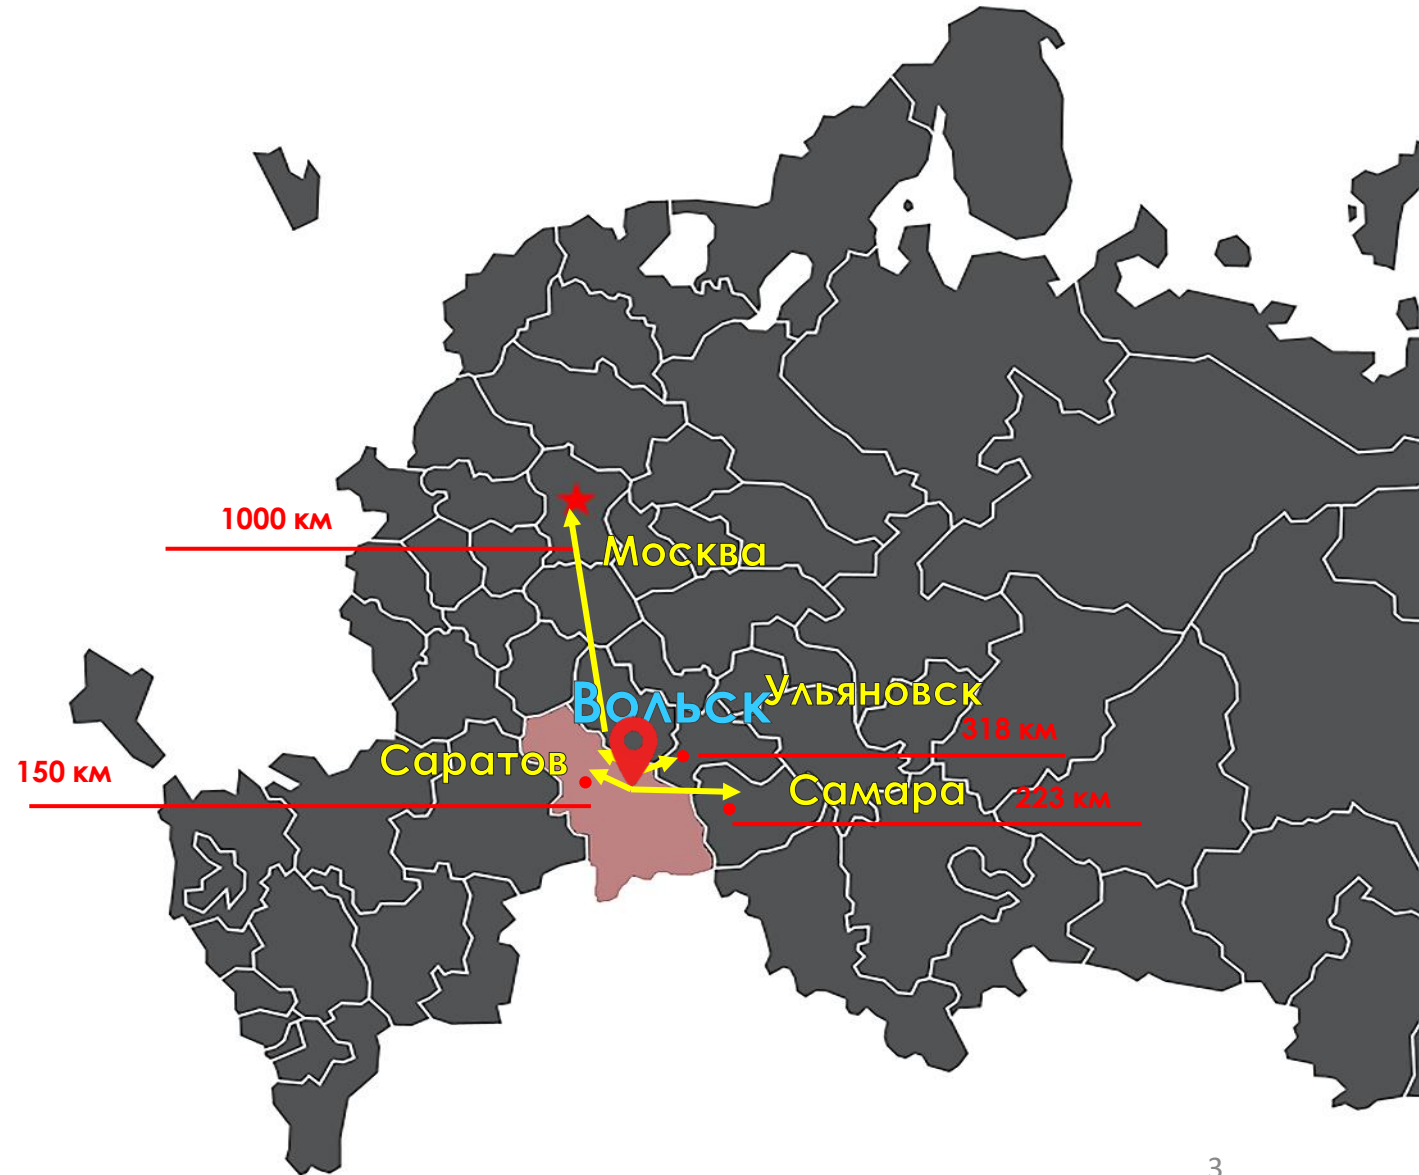 1000 км
Москва
Вольск
Ульяновск
318 км
Саратов
150 км
Самара
223 км
3